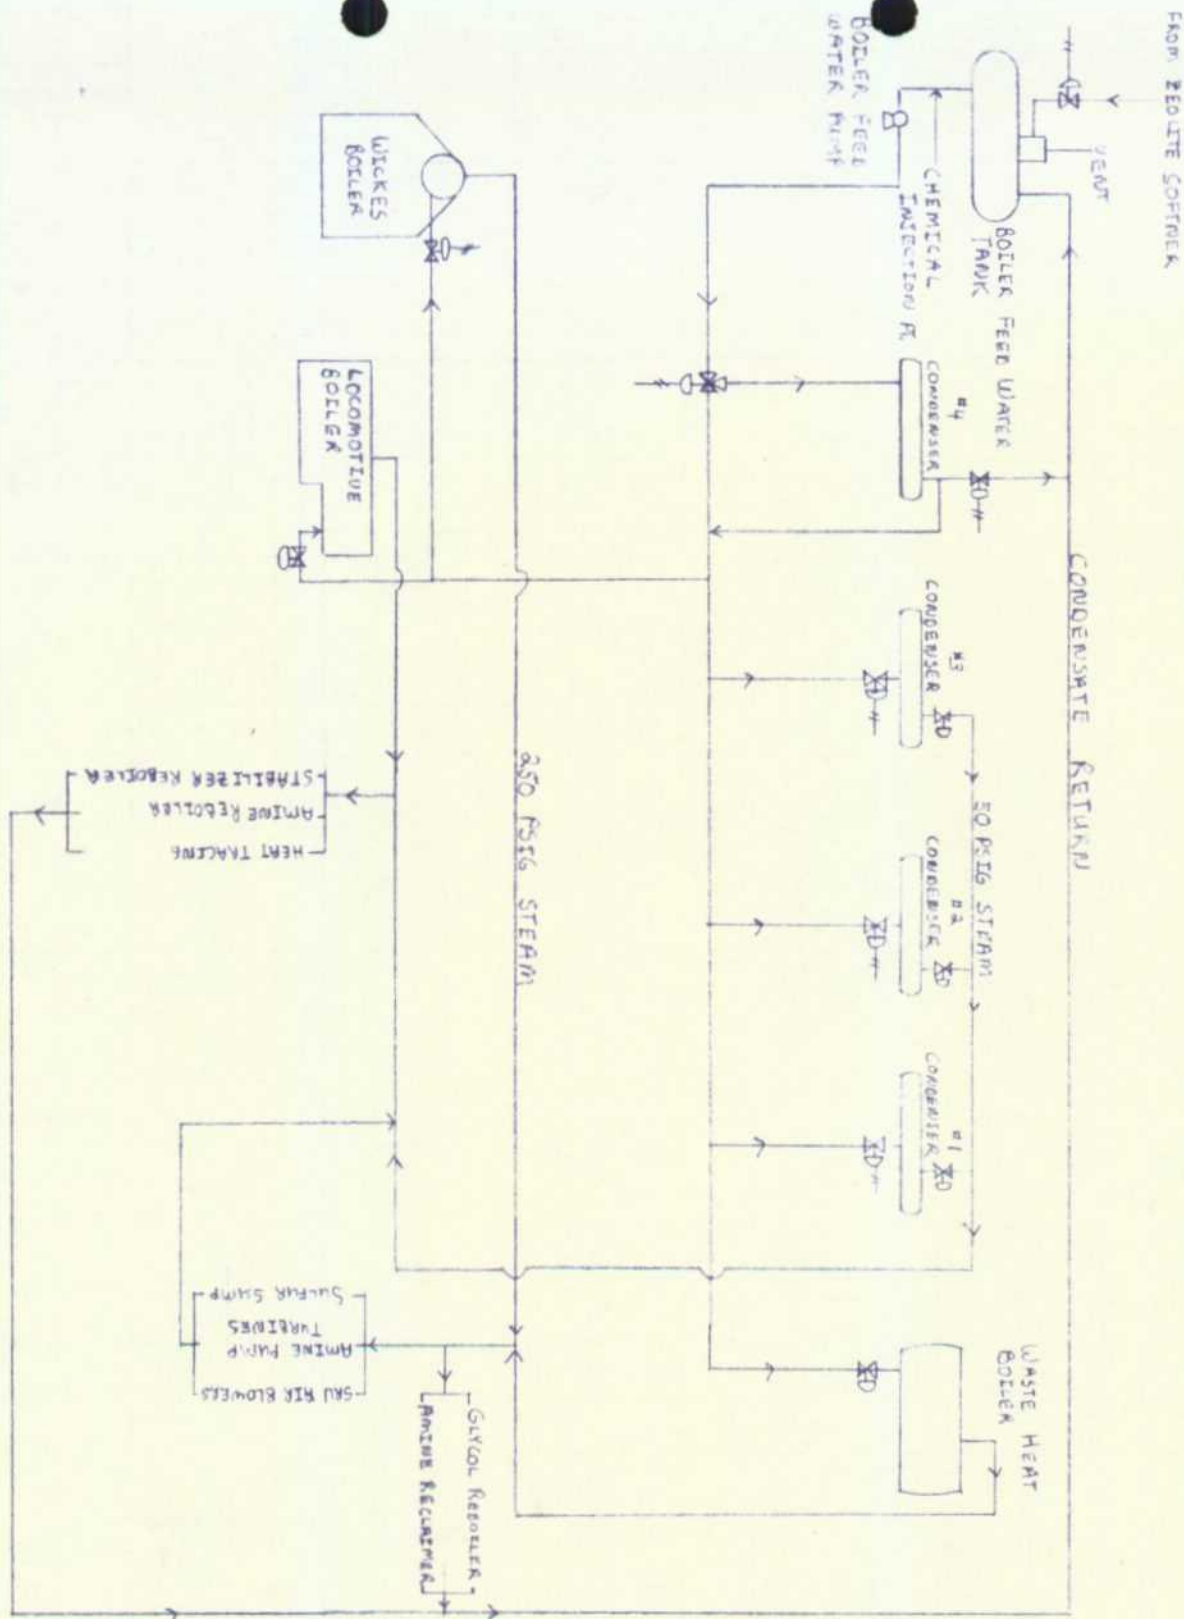 FROM ZEOLITE SOFTNER
VENT
BOILER FEED WATER
TANK
CHEMICAL
INJECTION Pt.
BOILER FEED
WATER PUMP
#4
CONDENSER
CONDENSATE RETURN
#3
CONDENSER
50 PSIG STEAM
#2
CONDENSER
#1
CONDENSER
WASTE HEAT
BOILER
WICKES
BOILER
LOCOMOTIVE
BOILER
250 PSIG STEAM
STABILIZER REBOILER
AMINE REBOILER
HEAT TRACING
SULFUR SUMP
TURBINES
AMINE PUMP
SRU AIR BLOWERS
GLYCOL REBOILER
AMINE RECLAIMER